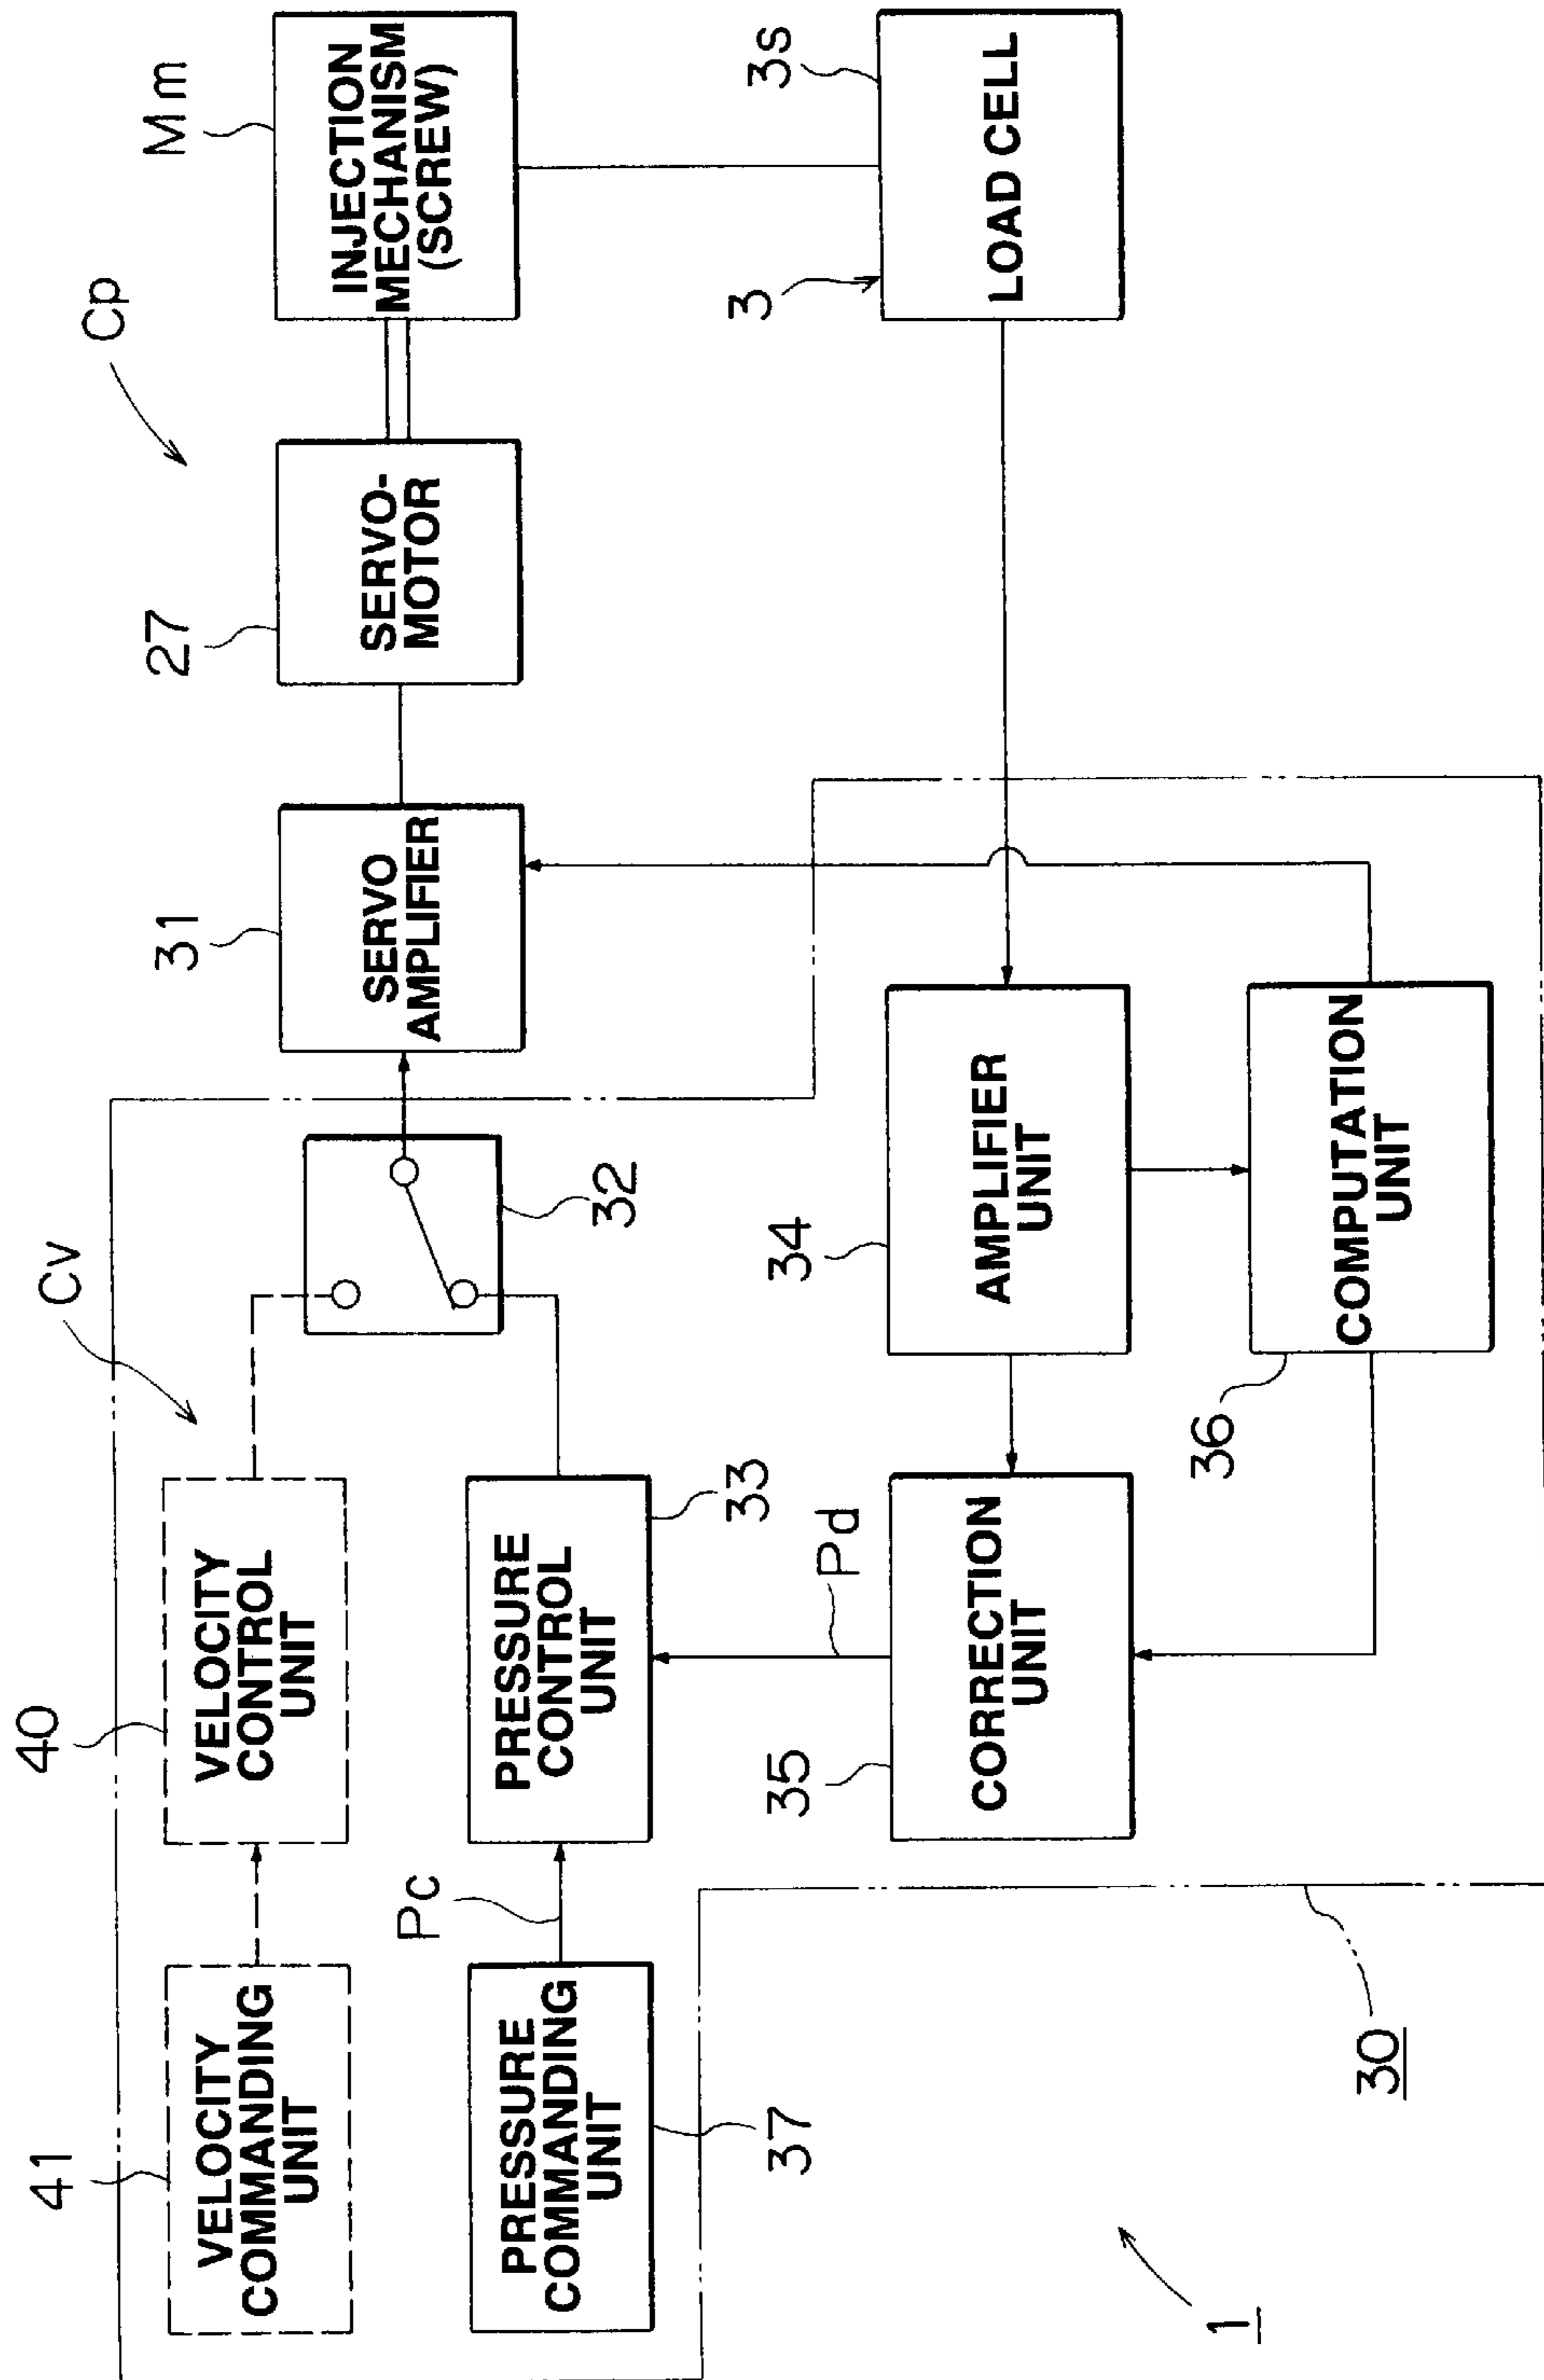 Cp
Mm
INJECTION
MECHANISM
(SCREW)
27
SERVO-
MOTOR
31
SERVO
AMPLIFIER
Cv
32
40
VELOCITY
CONTROL
UNIT
41
VELOCITY
COMMANDING
UNIT
Pc
PRESSURE
CONTROL
UNIT
33
PRESSURE
COMMANDING
UNIT
37
Pd
3
3s
LOAD CELL
34
AMPLIFIER
UNIT
35
CORRECTION
UNIT
36
COMPUTATION
UNIT
30
1